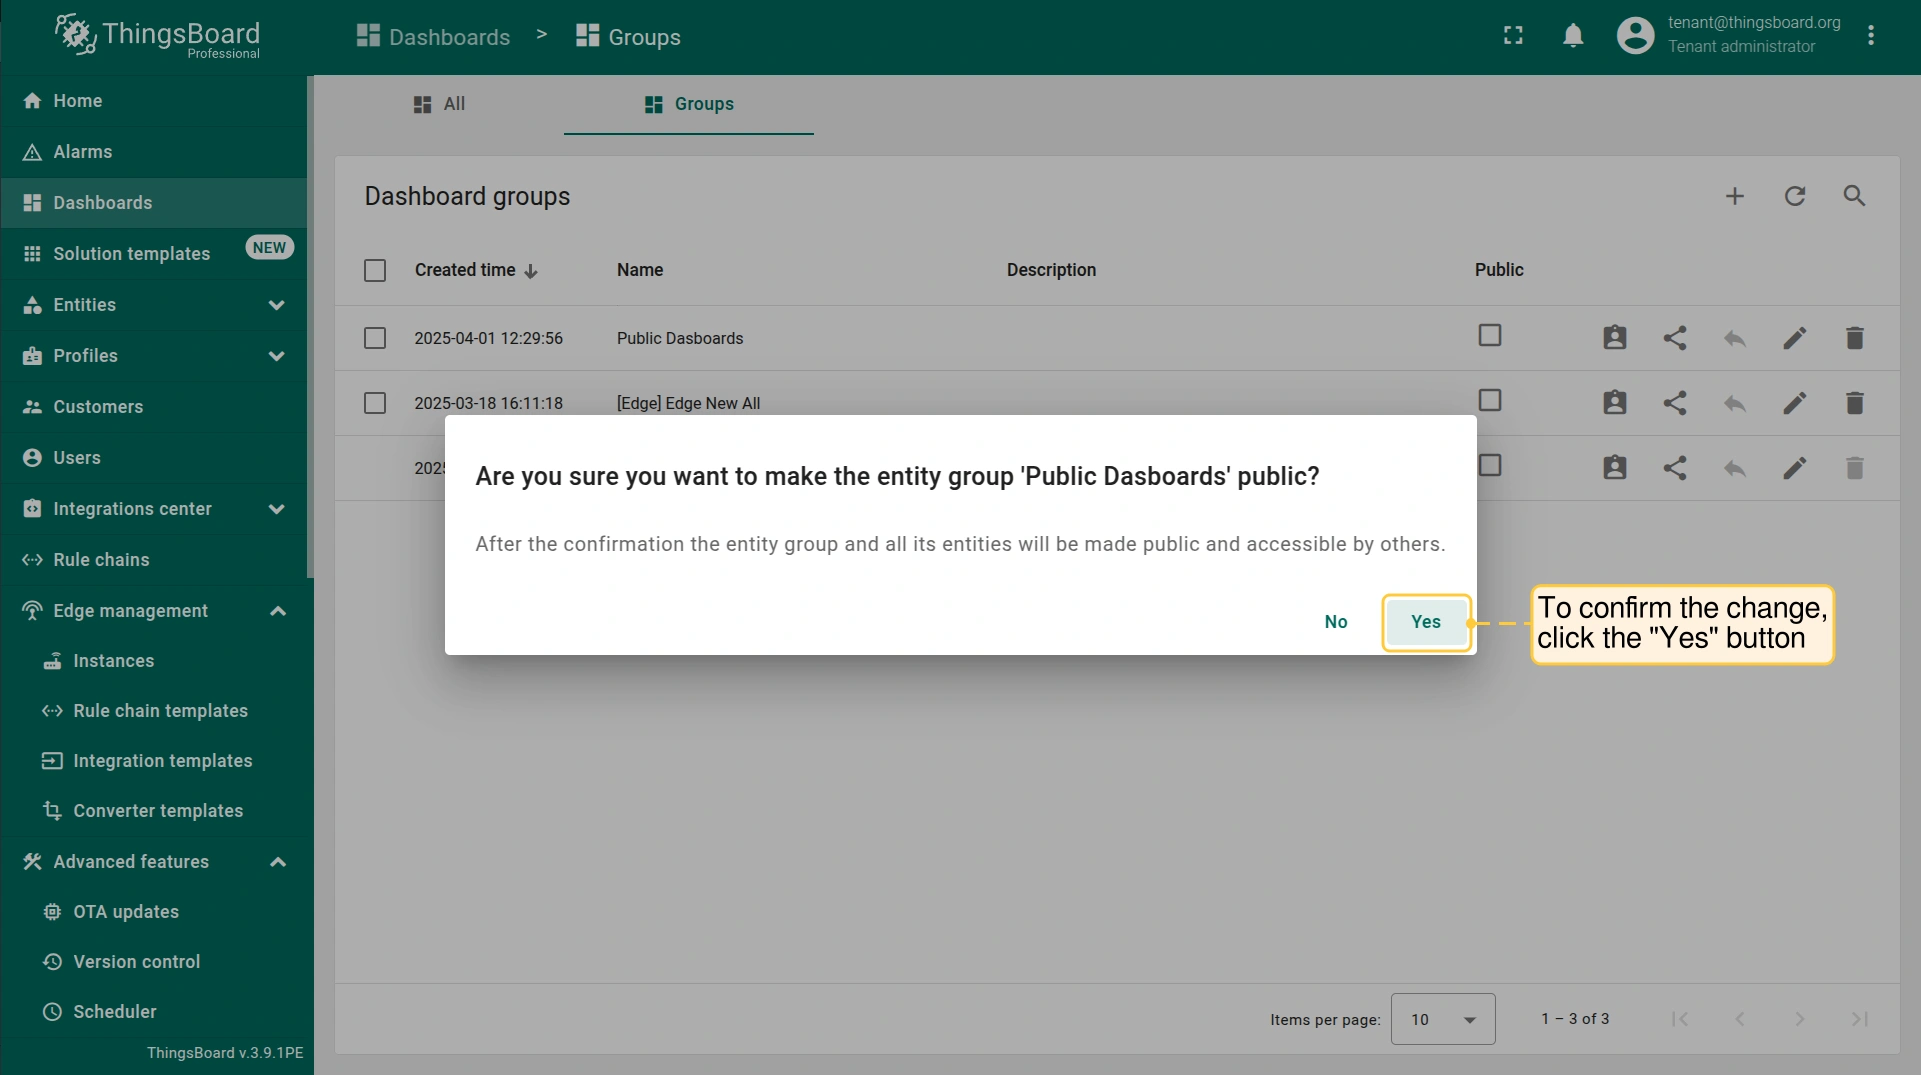 ThingsBoard
Professional
Dashboards > Groups
tenant@thingsboard.org
Tenant administrator
Home
Alarms
Dashboards
Solution templates NEW
Entities
Profiles
Customers
Users
Integrations center
Rule chains
Edge management
Instances
Rule chain templates
Integration templates
Converter templates
Advanced features
OTA updates
Version control
Scheduler
ThingsBoard v.3.9.1PE
All Groups
Dashboard groups
Created time Name Description Public
2025-04-01 12:29:56 Public Dasboards
2025-03-18 16:11:18 [Edge] Edge New All
Are you sure you want to make the entity group 'Public Dasboards' public?
After the confirmation the entity group and all its entities will be made public and accessible by others.
No Yes
To confirm the change,
click the "Yes" button
Items per page: 10 1 – 3 of 3